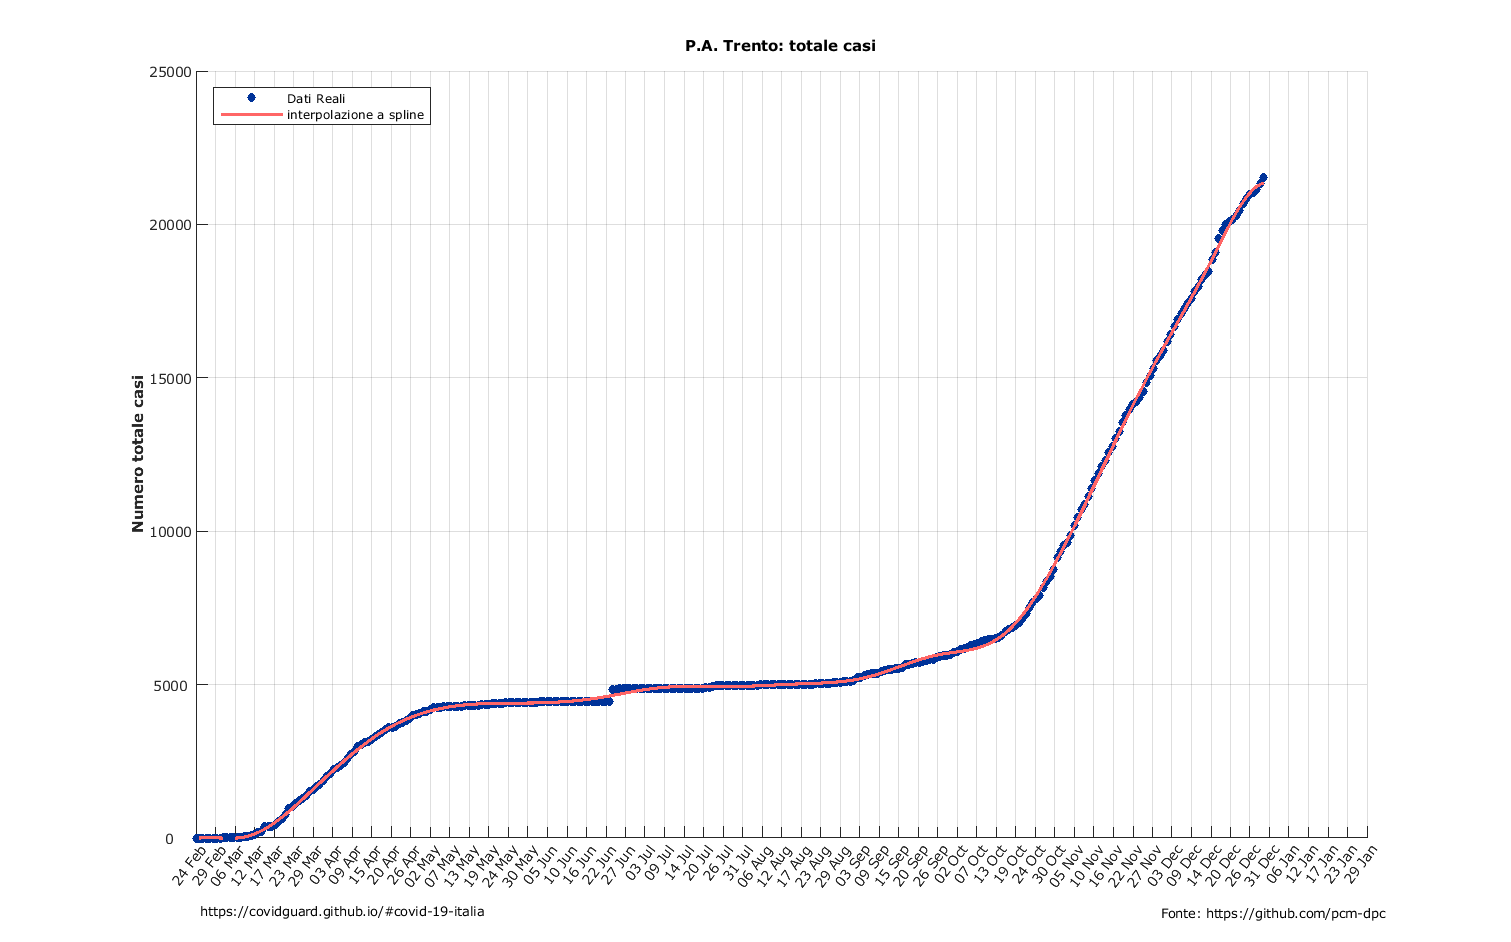 P.A. Trento: totale casi
Dati Reali
interpolazione a spline
Numero totale casi
25000
20000
15000
10000
5000
0
24 Feb
29 Feb
06 Mar
12 Mar
17 Mar
23 Mar
29 Mar
03 Apr
09 Apr
15 Apr
20 Apr
26 Apr
02 May
07 May
13 May
19 May
24 May
30 May
05 Jun
10 Jun
16 Jun
22 Jun
27 Jun
03 Jul
09 Jul
14 Jul
20 Jul
26 Jul
31 Jul
06 Aug
12 Aug
17 Aug
23 Aug
29 Aug
03 Sep
09 Sep
15 Sep
20 Sep
26 Sep
02 Oct
07 Oct
13 Oct
19 Oct
24 Oct
30 Oct
05 Nov
10 Nov
16 Nov
22 Nov
27 Nov
03 Dec
09 Dec
14 Dec
20 Dec
26 Dec
31 Dec
06 Jan
12 Jan
17 Jan
23 Jan
29 Jan
https://covidguard.github.io/#covid-19-italia
Fonte: https://github.com/pcm-dpc